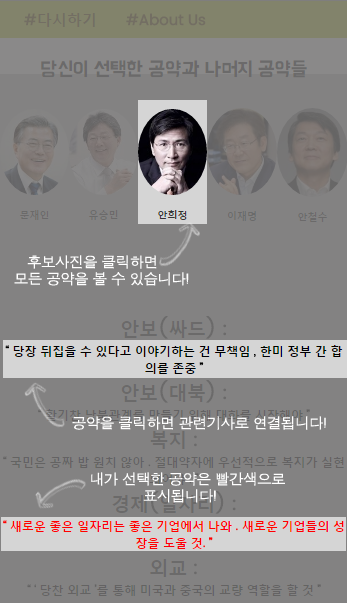 #다시하기 #About Us
당신이 선택한 공약과 나머지 공약들
문재인 유승민 안희정 이재명 안철수
후보사진을 클릭하면
모든 공약을 볼 수 있습니다!
안보(싸드) :
“ 당장 뒤집을 수 있다고 이야기하는 건 무책임 , 한미 정부 간 합
의를 존중 ”
안보(대북) :
공약을 클릭하면 관련기사로 연결됩니다!
복지 :
“ 국민은 공짜 밥 원치 않아 . 절대약자에 우선적으로 복지가 실현
내가 선택한 공약은 빨간색으로
표시됩니다!
경제(일자리) :
“ 새로운 좋은 일자리는 좋은 기업에서 나와 . 새로운 기업들의 성
장을 도울 것. ”
외교 :
“ ‘ 당찬 외교 ’를 통해 미국과 중국의 교량 역할을 할 것 ”